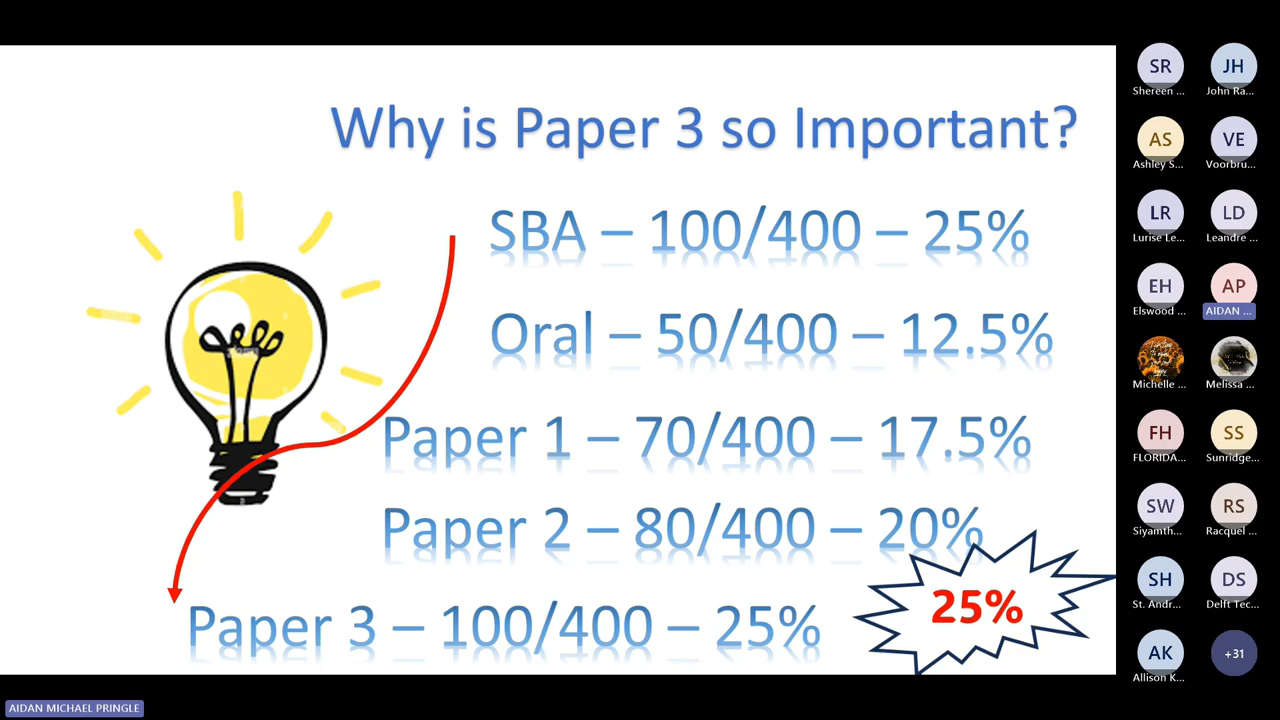 Why is Paper 3 so Important?
SBA – 100/400 – 25%
Oral – 50/400 – 12.5%
Paper 1 – 70/400 – 17.5%
Paper 2 – 80/400 – 20%
Paper 3 – 100/400 – 25%
25%
SR
JH
Shereen ...
John Ra...
AS
VE
Ashley S...
Voorbru...
LR
LD
Lurise Le...
Leandre ...
EH
AP
Elswood ...
AIDAN ...
Michelle ...
Melissa ...
FH
SS
FLORIDA...
Sunridge...
SW
RS
Siyamth...
Racquel ...
SH
DS
St. Andr...
Delft Tec...
AK
+31
Allison K...
AIDAN MICHAEL PRINGLE